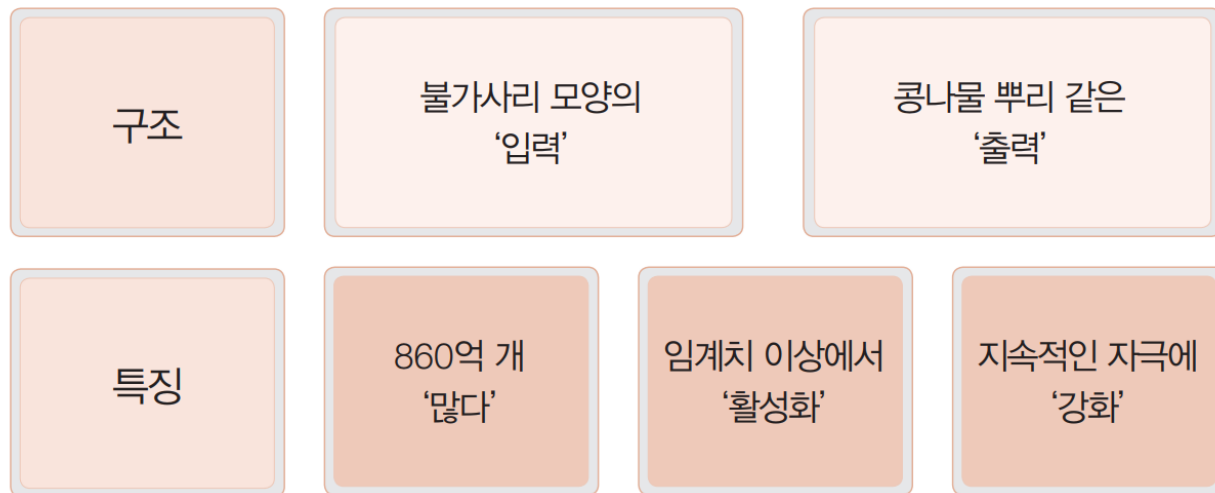 구조
불가사리 모양의
‘입력’
콩나물 뿌리 같은
‘출력’
특징
860억 개
‘많다’
임계치 이상에서
‘활성화’
지속적인 자극에
‘강화’